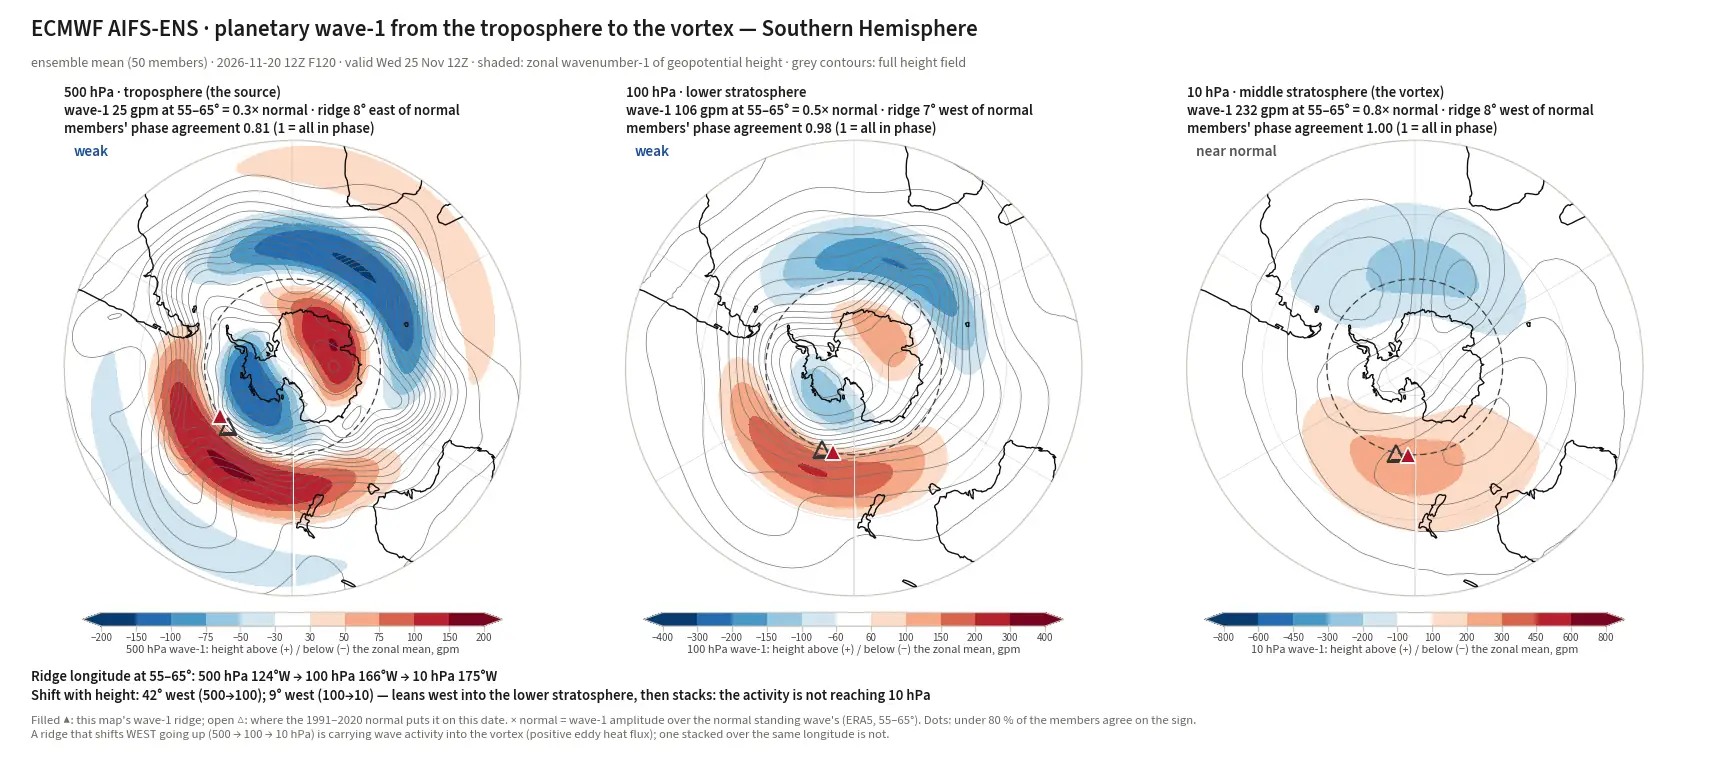 ECMWF AIFS-ENS · planetary wave-1 from the troposphere to the vortex — Southern Hemisphere
ensemble mean (50 members) · 2026-11-20 12Z F120 · valid Wed 25 Nov 12Z · shaded: zonal wavenumber-1 of geopotential height · grey contours: full height field
500 hPa · troposphere (the source)
wave-1 25 gpm at 55–65° = 0.3× normal · ridge 8° east of normal
members' phase agreement 0.81 (1 = all in phase)
weak
100 hPa · lower stratosphere
wave-1 106 gpm at 55–65° = 0.5× normal · ridge 7° west of normal
members' phase agreement 0.98 (1 = all in phase)
weak
10 hPa · middle stratosphere (the vortex)
wave-1 232 gpm at 55–65° = 0.8× normal · ridge 8° west of normal
members' phase agreement 1.00 (1 = all in phase)
near normal
−200 −150 −100 −75 −50 −30 30 50 75 100 150 200
500 hPa wave-1: height above (+) / below (−) the zonal mean, gpm
−400 −300 −200 −150 −100 −60 60 100 150 200 300 400
100 hPa wave-1: height above (+) / below (−) the zonal mean, gpm
−800 −600 −450 −300 −200 −100 100 200 300 450 600 800
10 hPa wave-1: height above (+) / below (−) the zonal mean, gpm
Ridge longitude at 55–65°: 500 hPa 124°W → 100 hPa 166°W → 10 hPa 175°W
Shift with height: 42° west (500→100); 9° west (100→10) — leans west into the lower stratosphere, then stacks: the activity is not reaching 10 hPa
Filled ▲: this map's wave-1 ridge; open △: where the 1991–2020 normal puts it on this date. × normal = wave-1 amplitude over the normal standing wave's (ERA5, 55–65°). Dots: under 80 % of the members agree on the sign.
A ridge that shifts WEST going up (500 → 100 → 10 hPa) is carrying wave activity into the vortex (positive eddy heat flux); one stacked over the same longitude is not.